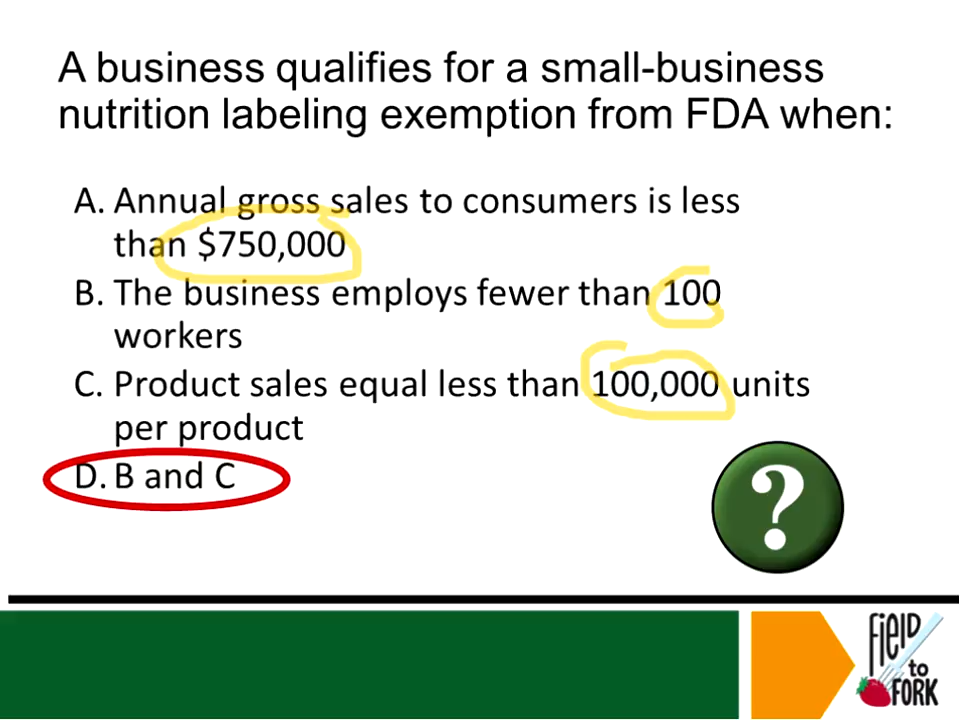 A business qualifies for a small-business
nutrition labeling exemption from FDA when:
A. Annual gross sales to consumers is less
than $750,000
B. The business employs fewer than 100
workers
C. Product sales equal less than 100,000 units
per product
D. B and C
?
FiELD
to
FORK